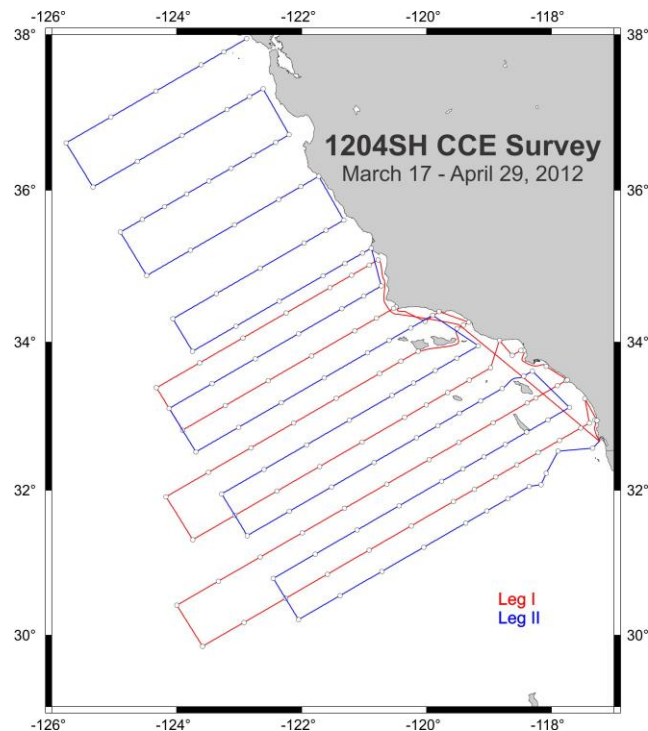 -126° -124° -122° -120° -118°
38° 38°
1204SH CCE Survey
March 17 - April 29, 2012
36° 36°
34° 34°
32° 32°
Leg I
Leg II
30° 30°
-126° -124° -122° -120° -118°